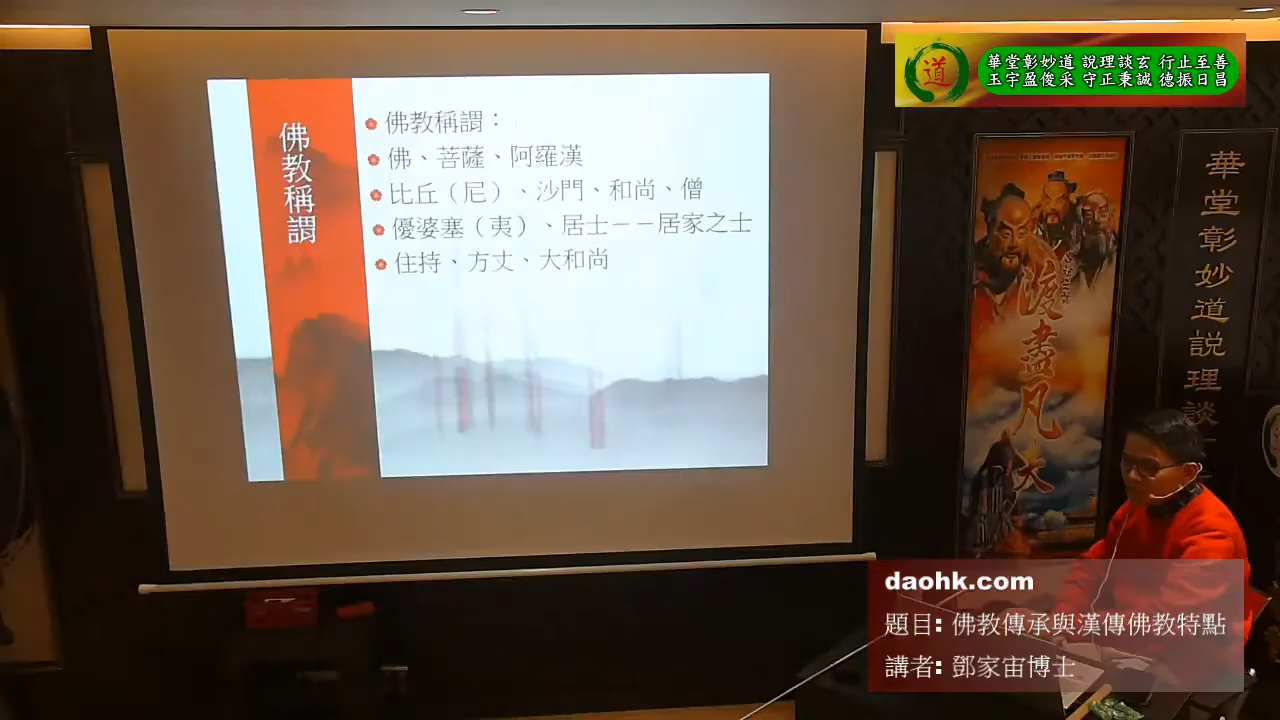 佛教稱謂
佛教稱謂：
佛、菩薩、阿羅漢
比丘（尼）、沙門、和尚、僧
優婆塞（夷）、居士－－居家之士
住持、方丈、大和尚
道
華堂彰妙道 說理談玄 行止至善
玉宇盈俊采 守正秉誠 德振日昌
渡盡凡
華堂彰妙道説理談
daohk.com
題目: 佛教傳承與漢傳佛教特點
講者: 鄧家宙博士